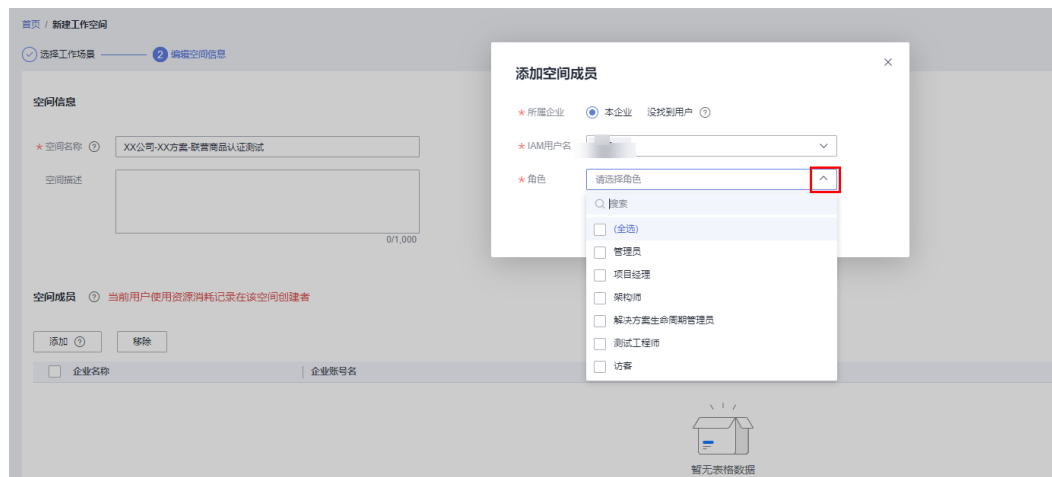 首页 / 新建工作空间
选择工作场景
2 编辑空间信息
空间信息
* 空间名称 ? XX公司-XX方案-联营商品认证测试
空间描述
0/1,000
空间成员 ? 当前用户使用资源消耗记录在该空间创建者
添加 ? 移除
企业名称 企业账号名
暂无表格数据
添加空间成员
* 所属企业 本企业 没找到用户 ?
* IAM用户名
* 角色 请选择角色
搜索
(全选)
管理员
项目经理
架构师
解决方案生命周期管理员
测试工程师
访客